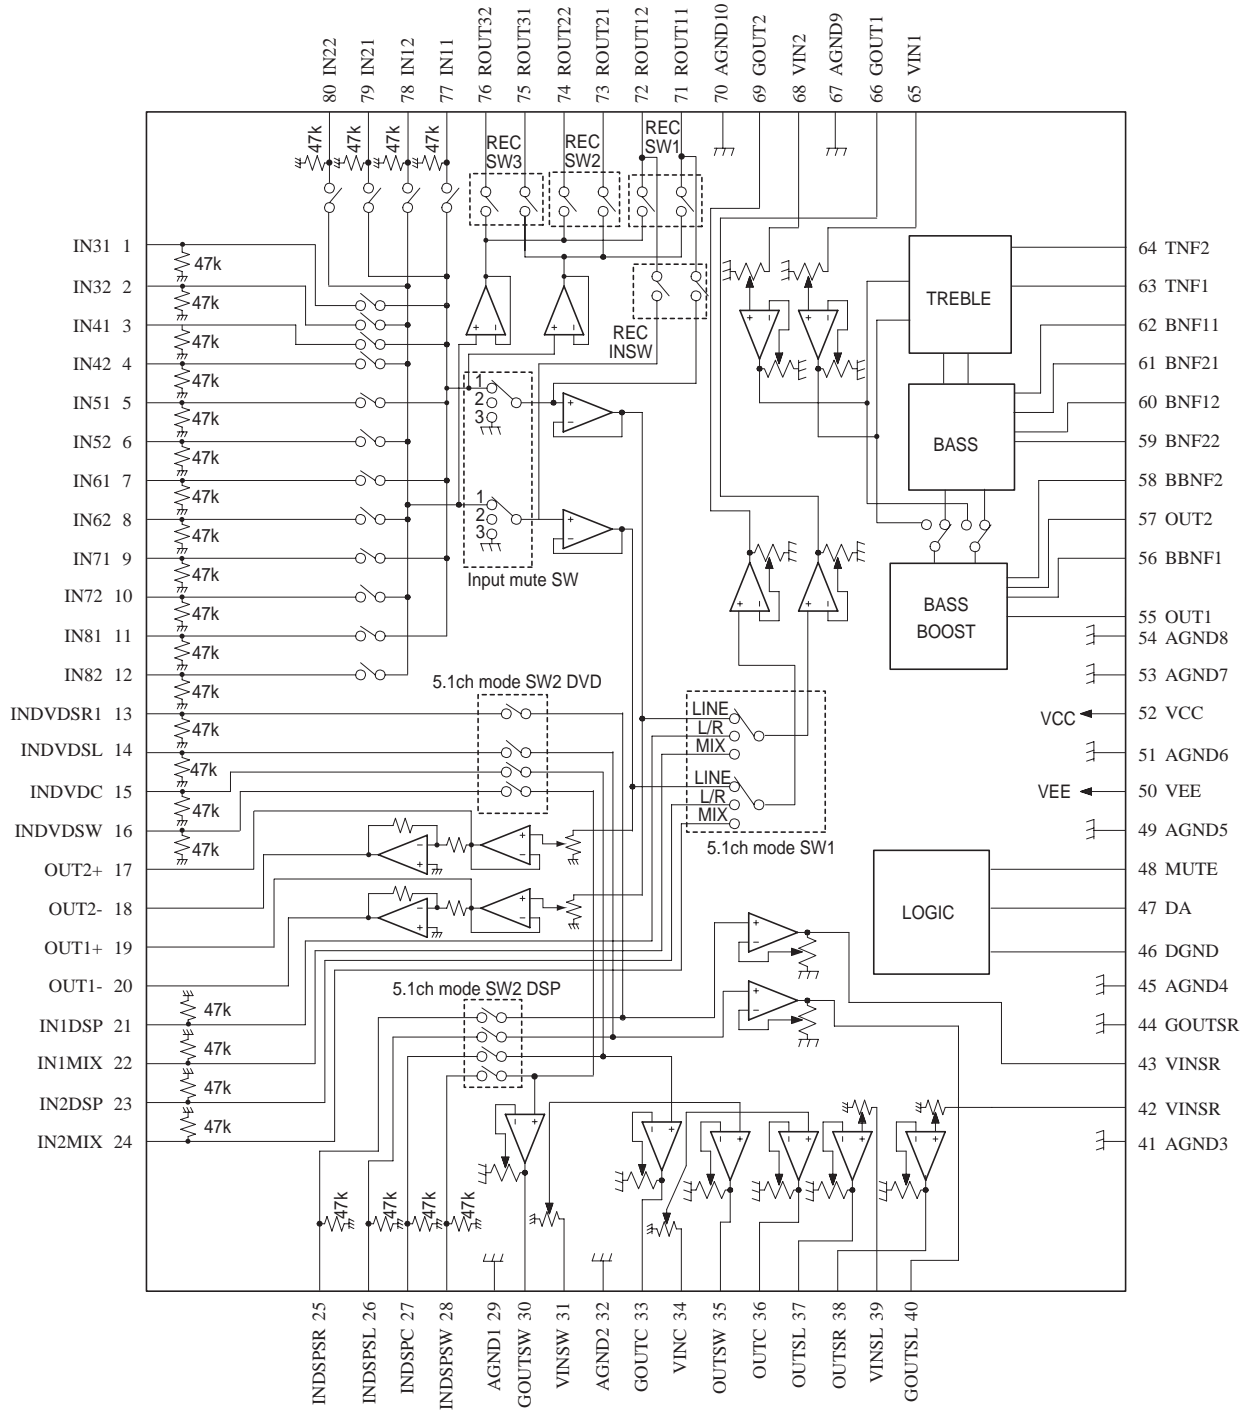 80 IN22
79 IN21
78 IN12
77 IN11
76 ROUT32
75 ROUT31
74 ROUT22
73 ROUT21
72 ROUT12
71 ROUT11
70 AGND10
69 GOUT2
68 VIN2
67 AGND9
66 GOUT1
65 VIN1
47k
47k
47k
47k
REC
SW3
REC
SW2
REC
SW1
IN31 1
47k
IN32 2
47k
IN41 3
47k
IN42 4
47k
IN51 5
47k
IN52 6
47k
IN61 7
47k
IN62 8
47k
IN71 9
47k
IN72 10
47k
IN81 11
47k
IN82 12
47k
INDVDSR1 13
47k
INDVDSL 14
47k
INDVDC 15
47k
INDVDSW 16
47k
OUT2+ 17
OUT2- 18
OUT1+ 19
OUT1- 20
47k
IN1DSP 21
47k
IN1MIX 22
47k
IN2DSP 23
47k
IN2MIX 24
+ -
+ -
REC
INSW
1
2
3
+
-
1
2
3
+
-
Input mute SW
+ -
+ -
+ -
+ -
5.1ch mode SW2 DVD
LINE
L/R
MIX
LINE
L/R
MIX
5.1ch mode SW1
-
+
+
-
-
+
+
-
5.1ch mode SW2 DSP
+
-
+
-
- +
- +
- +
- +
- +
- +
TREBLE
BASS
BASS
BOOST
VCC
VEE
LOGIC
64 TNF2
63 TNF1
62 BNF11
61 BNF21
60 BNF12
59 BNF22
58 BBNF2
57 OUT2
56 BBNF1
55 OUT1
54 AGND8
53 AGND7
52 VCC
51 AGND6
50 VEE
49 AGND5
48 MUTE
47 DA
46 DGND
45 AGND4
44 GOUTSR
43 VINSR
42 VINSR
41 AGND3
47k
47k
47k
47k
INDSPSR 25
INDSPSL 26
INDSPC 27
INDSPSW 28
AGND1 29
GOUTSW 30
VINSW 31
AGND2 32
GOUTC 33
VINC 34
OUTSW 35
OUTC 36
OUTSL 37
OUTSR 38
VINSL 39
GOUTSL 40